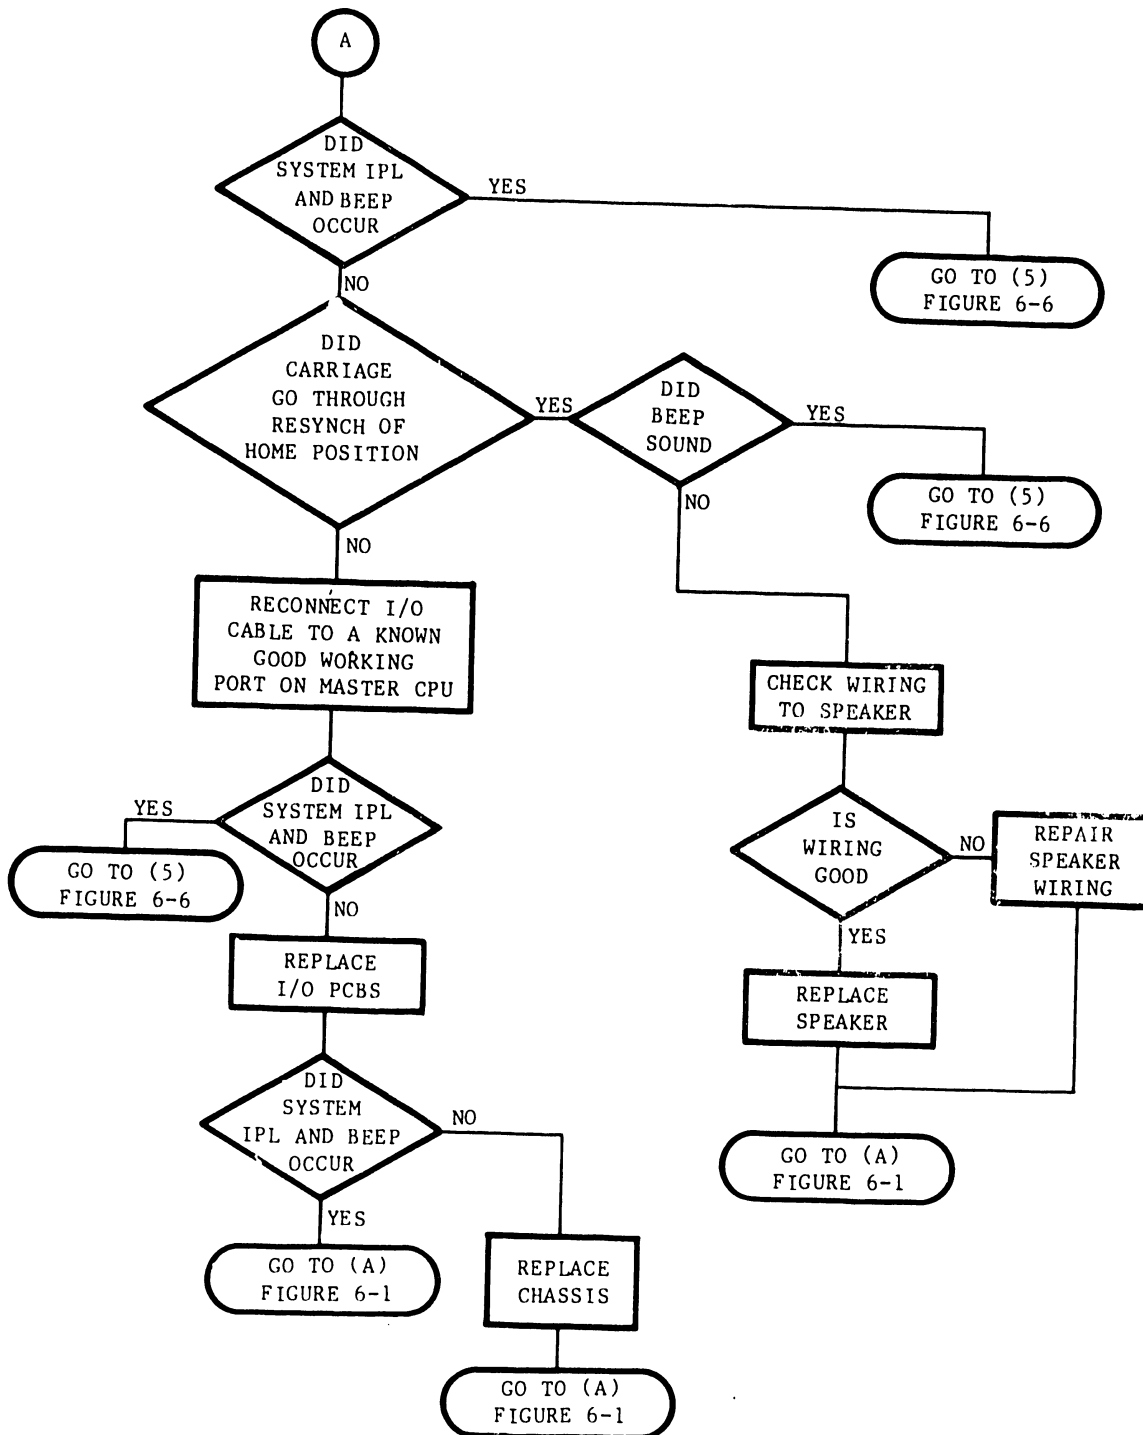 A
DID
SYSTEM IPL
AND BEEP
OCCUR
YES
GO TO (5)
FIGURE 6-6
NO
DID
CARRIAGE
GO THROUGH
RESYNCH OF
HOME POSITION
YES
DID
BEEP
SOUND
YES
GO TO (5)
FIGURE 6-6
NO
NO
RECONNECT I/O
CABLE TO A KNOWN
GOOD WORKING
PORT ON MASTER CPU
CHECK WIRING
TO SPEAKER
DID
SYSTEM IPL
AND BEEP
OCCUR
YES
GO TO (5)
FIGURE 6-6
NO
IS
WIRING
GOOD
NO
REPAIR
SPEAKER
WIRING
YES
REPLACE
SPEAKER
REPLACE
I/O PCBS
DID
SYSTEM
IPL AND BEEP
OCCUR
NO
GO TO (A)
FIGURE 6-1
YES
GO TO (A)
FIGURE 6-1
REPLACE
CHASSIS
GO TO (A)
FIGURE 6-1